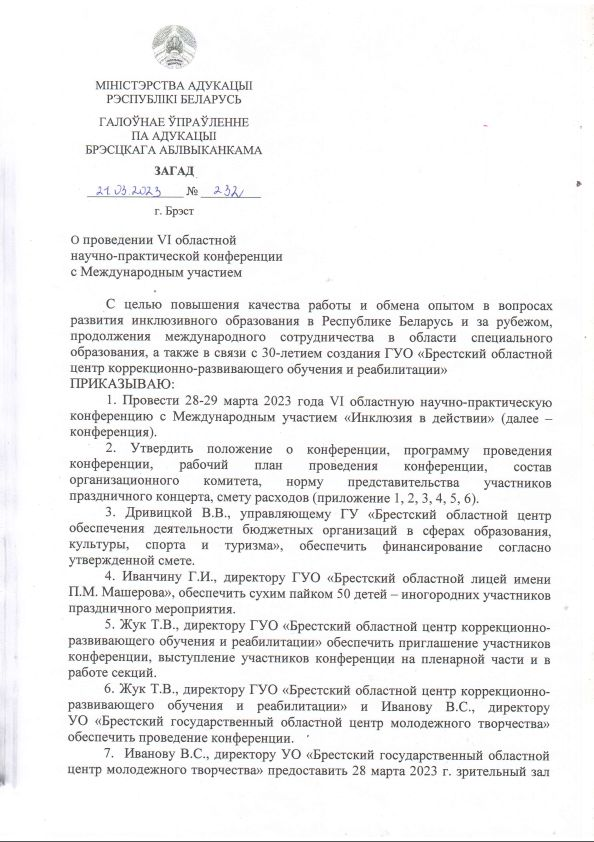 МІНІСТЭРСТВА АДУКАЦЫІ
РЭСПУБЛІКІ БЕЛАРУСЬ
ГАЛОЎНАЕ ЎПРАЎЛЕННЕ
ПА АДУКАЦЫІ
БРЭСЦКАГА АБЛВЫКАНКАМА
ЗАГАД
21.03.2023 № 232
г. Брэст
О проведении VI областной
научно-практической конференции
с Международным участием
С целью повышения качества работы и обмена опытом в вопросах
развития инклюзивного образования в Республике Беларусь и за рубежом,
продолжения международного сотрудничества в области специального
образования, а также в связи с 30-летием создания ГУО «Брестский областной
центр коррекционно-развивающего обучения и реабилитации»
ПРИКАЗЫВАЮ:
1. Провести 28-29 марта 2023 года VI областную научно-практическую
конференцию с Международным участием «Инклюзия в действии» (далее –
конференция).
2. Утвердить положение о конференции, программу проведения
конференции, рабочий план проведения конференции, состав
организационного комитета, норму представительства участников
праздничного концерта, смету расходов (приложение 1, 2, 3, 4, 5, 6).
3. Дривицкой В.В., управляющему ГУ «Брестский областной центр
обеспечения деятельности бюджетных организаций в сферах образования,
культуры, спорта и туризма», обеспечить финансирование согласно
утвержденной смете.
4. Иванчину Г.И., директору ГУО «Брестский областной лицей имени
П.М. Машерова», обеспечить сухим пайком 50 детей – иногородних участников
праздничного мероприятия.
5. Жук Т.В., директору ГУО «Брестский областной центр коррекционно-
развивающего обучения и реабилитации» обеспечить приглашение участников
конференции, выступление участников конференции на пленарной части и в
работе секций.
6. Жук Т.В., директору ГУО «Брестский областной центр коррекционно-
развивающего обучения и реабилитации» и Иванову В.С., директору
УО «Брестский государственный областной центр молодежного творчества»
обеспечить проведение конференции.
7. Иванову В.С., директору УО «Брестский государственный областной
центр молодежного творчества» предоставить 28 марта 2023 г. зрительный зал